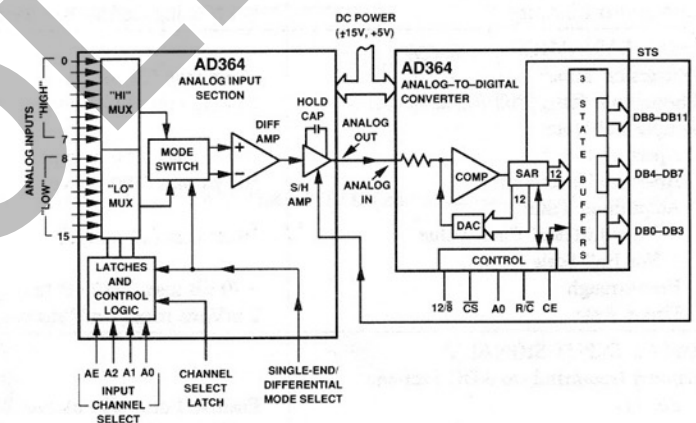 DC POWER
(±15V, +5V)
AD364
ANALOG INPUT
SECTION
AD364
ANALOG–TO–DIGITAL
CONVERTER
STS
ANALOG INPUTS
"HIGH"
"LOW"
0
7
8
15
"HI"
MUX
"LO"
MUX
MODE
SWITCH
+
–
DIFF
AMP
HOLD
CAP
S/H
AMP
ANALOG
OUT
ANALOG
IN
COMP
SAR
12
12
DAC
3
STATE
BUFFERS
DB8–DB11
DB4–DB7
DB0–DB3
CONTROL
12/8̅
C̅S̅
A0
R/C̅
CE
LATCHES
AND
CONTROL
LOGIC
AE
A2
A1
A0
INPUT
CHANNEL
SELECT
CHANNEL
SELECT
LATCH
SINGLE-END/
DIFFERENTIAL
MODE SELECT